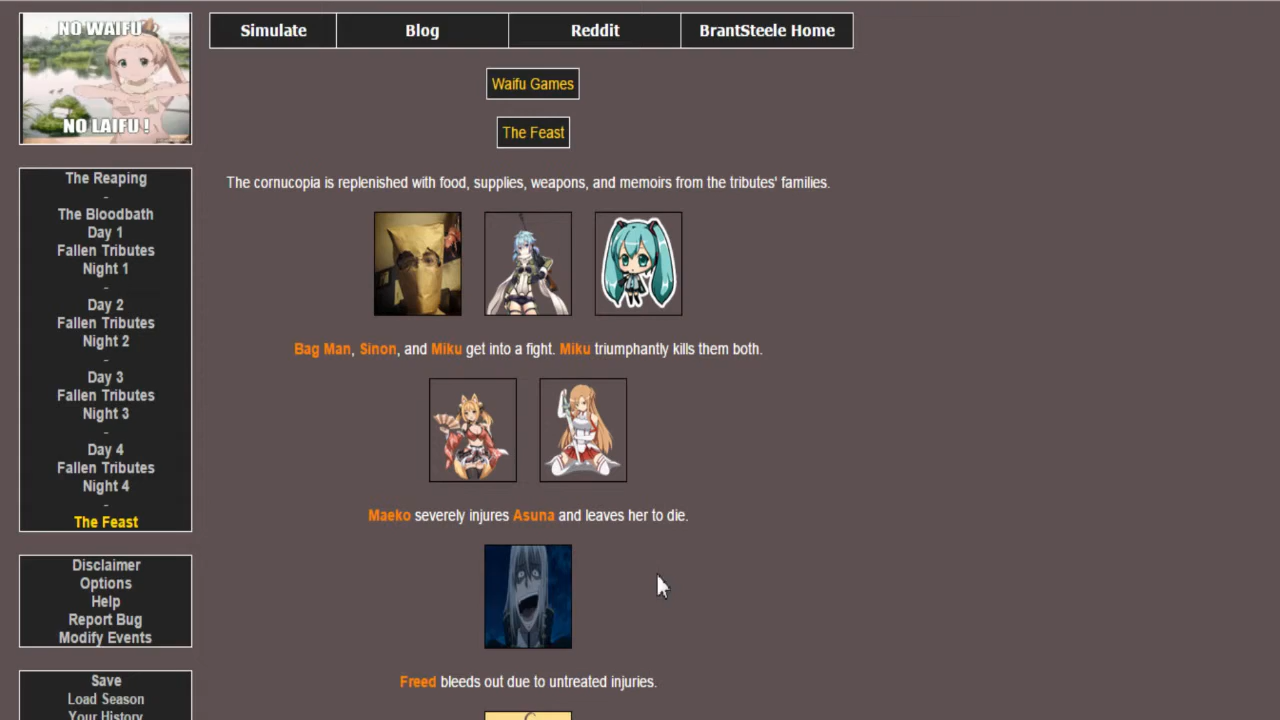 NO WAIFU
NO LAIFU !
Simulate
Blog
Reddit
BrantSteele Home
Waifu Games
The Feast
The Reaping
-
The Bloodbath
Day 1
Fallen Tributes
Night 1
-
Day 2
Fallen Tributes
Night 2
-
Day 3
Fallen Tributes
Night 3
-
Day 4
Fallen Tributes
Night 4
-
The Feast
Disclaimer
Options
Help
Report Bug
Modify Events
Save
Load Season
Your History
The cornucopia is replenished with food, supplies, weapons, and memoirs from the tributes' families.
Bag Man, Sinon, and Miku get into a fight. Miku triumphantly kills them both.
Maeko severely injures Asuna and leaves her to die.
Freed bleeds out due to untreated injuries.